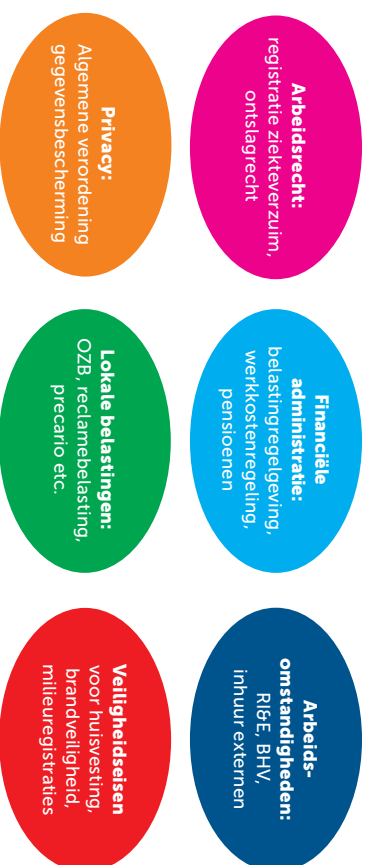 Arbeidsrecht:
registratie ziekteverzuim,
ontslagrecht
Financiële
administratie:
belastingregelgeving,
werkkostenregeling,
pensioenen
Arbeids-
omstandigheden:
RI&E, BHV,
inhuur externen
Privacy:
Algemene verordening
gegevensbescherming
Lokale belastingen:
OZB, reclamebelasting,
precario etc.
Veiligheidseisen
voor huisvesting,
brandveiligheid,
milieuregistraties